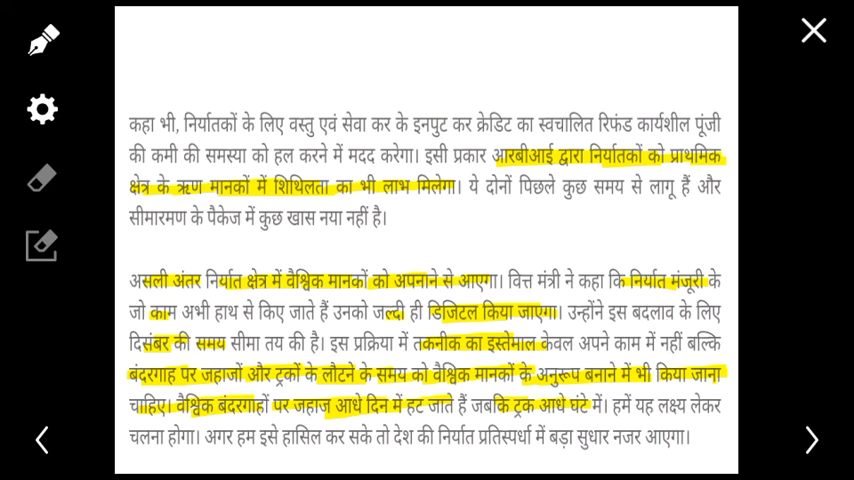 कहा भी, निर्यातकों के लिए वस्तु एवं सेवा कर के इनपुट कर क्रेडिट का स्वचालित रिफंड कार्यशील पूंजी
की कमी की समस्या को हल करने में मदद करेगा। इसी प्रकार आरबीआई द्वारा निर्यातकों को प्राथमिक
क्षेत्र के ऋण मानकों में शिथिलता का भी लाभ मिलेगा। ये दोनों पिछले कुछ समय से लागू हैं और
सीमारमण के पैकेज में कुछ खास नया नहीं है।
असली अंतर निर्यात क्षेत्र में वैश्विक मानकों को अपनाने से आएगा। वित्त मंत्री ने कहा कि निर्यात मंजूरी के
जो काम अभी हाथ से किए जाते हैं उनको जल्दी ही डिजिटल किया जाएगा। उन्होंने इस बदलाव के लिए
दिसंबर की समय सीमा तय की है। इस प्रक्रिया में तकनीक का इस्तेमाल केवल अपने काम में नहीं बल्कि
बंदरगाह पर जहाजों और ट्रकों के लौटने के समय को वैश्विक मानकों के अनुरूप बनाने में भी किया जाना
चाहिए। वैश्विक बंदरगाहों पर जहाज आधे दिन में हट जाते हैं जबकि ट्रक आधे घंटे में। हमें यह लक्ष्य लेकर
चलना होगा। अगर हम इसे हासिल कर सके तो देश की निर्यात प्रतिस्पर्धा में बड़ा सुधार नजर आएगा।